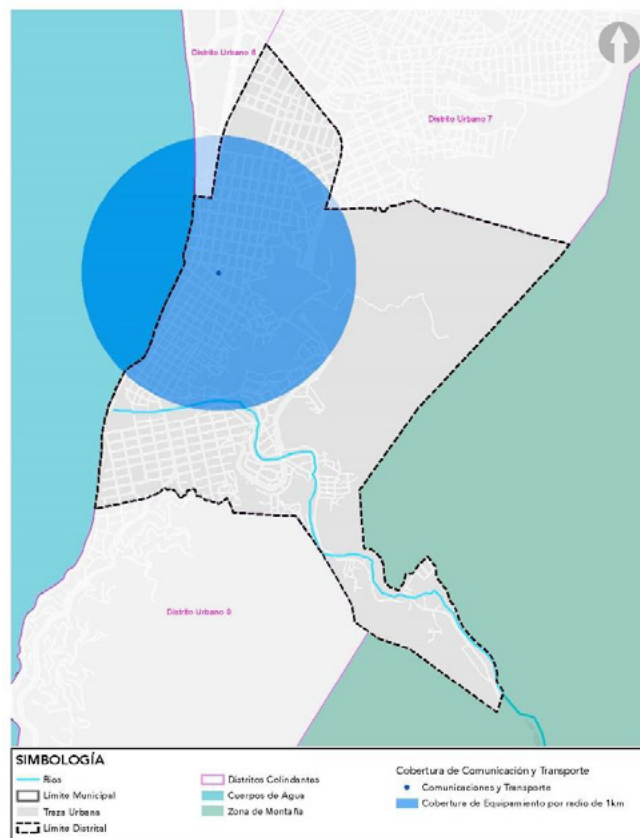 Distrito Urbano 6
Distrito Urbano 7
Distrito Urbano 9
SIMBOLOGÍA
Ríos
Límite Municipal
Traza Urbana
Límite Distrital
Distritos Colindantes
Cuerpos de Agua
Zona de Montaña
Cobertura de Comunicación y Transporte
Comunicaciones y Transporte
Cobertura de Equipamiento por radio de 1km